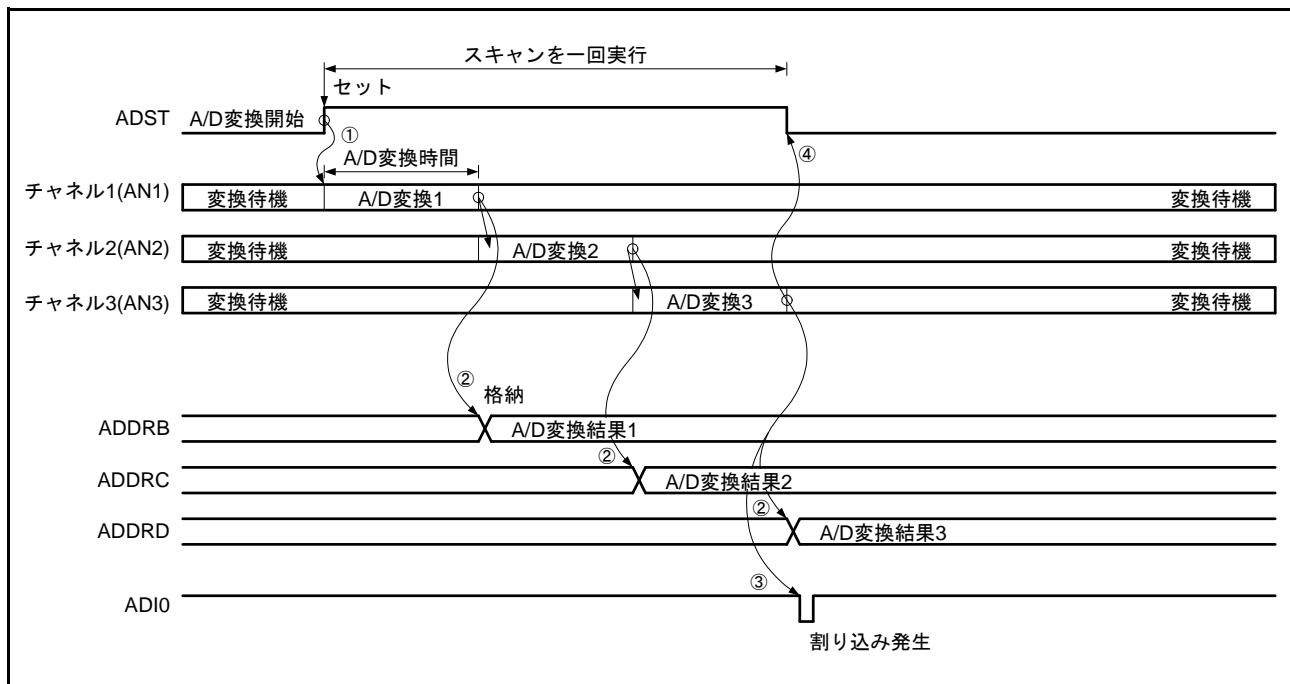 スキャンを一回実行
セット
ADST A/D変換開始
①
④
A/D変換時間
チャネル1(AN1) 変換待機 A/D変換1 変換待機
チャネル2(AN2) 変換待機 A/D変換2
チャネル3(AN3) 変換待機 A/D変換3 変換待機
② 格納
ADDRB A/D変換結果1
②
ADDRC A/D変換結果2
②
ADDRD A/D変換結果3
③
ADI0
割り込み発生